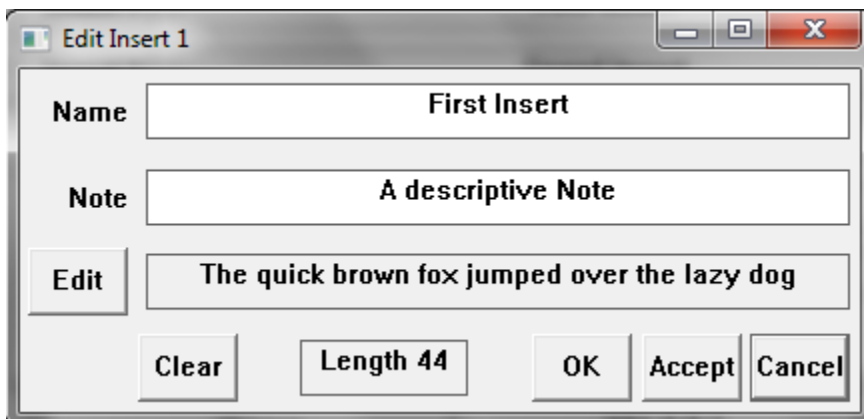 Edit Insert 1
Name First Insert
Note A descriptive Note
Edit The quick brown fox jumped over the lazy dog
Clear Length 44 OK Accept Cancel